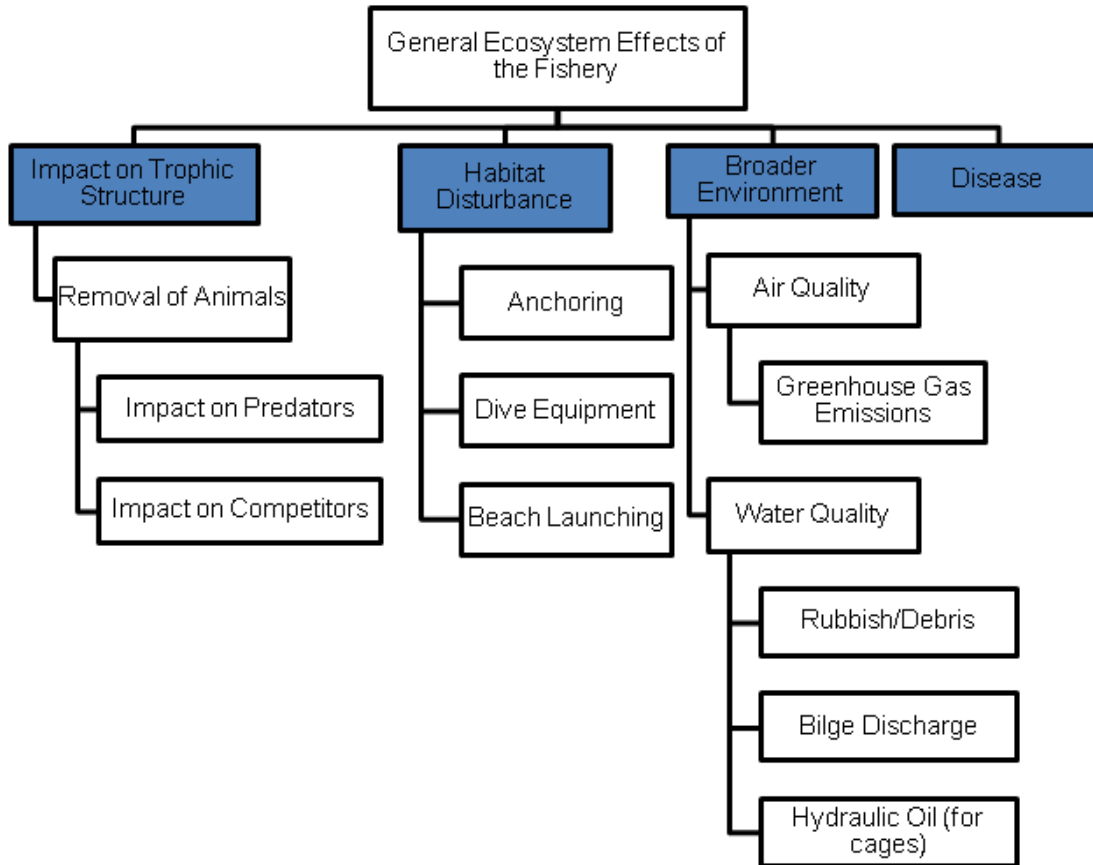 General Ecosystem Effects of
the Fishery
Impact on Trophic
Structure
Habitat
Disturbance
Broader
Environment
Disease
Removal of Animals
Impact on Predators
Impact on Competitors
Anchoring
Dive Equipment
Beach Launching
Air Quality
Greenhouse Gas
Emissions
Water Quality
Rubbish/Debris
Bilge Discharge
Hydraulic Oil (for
cages)